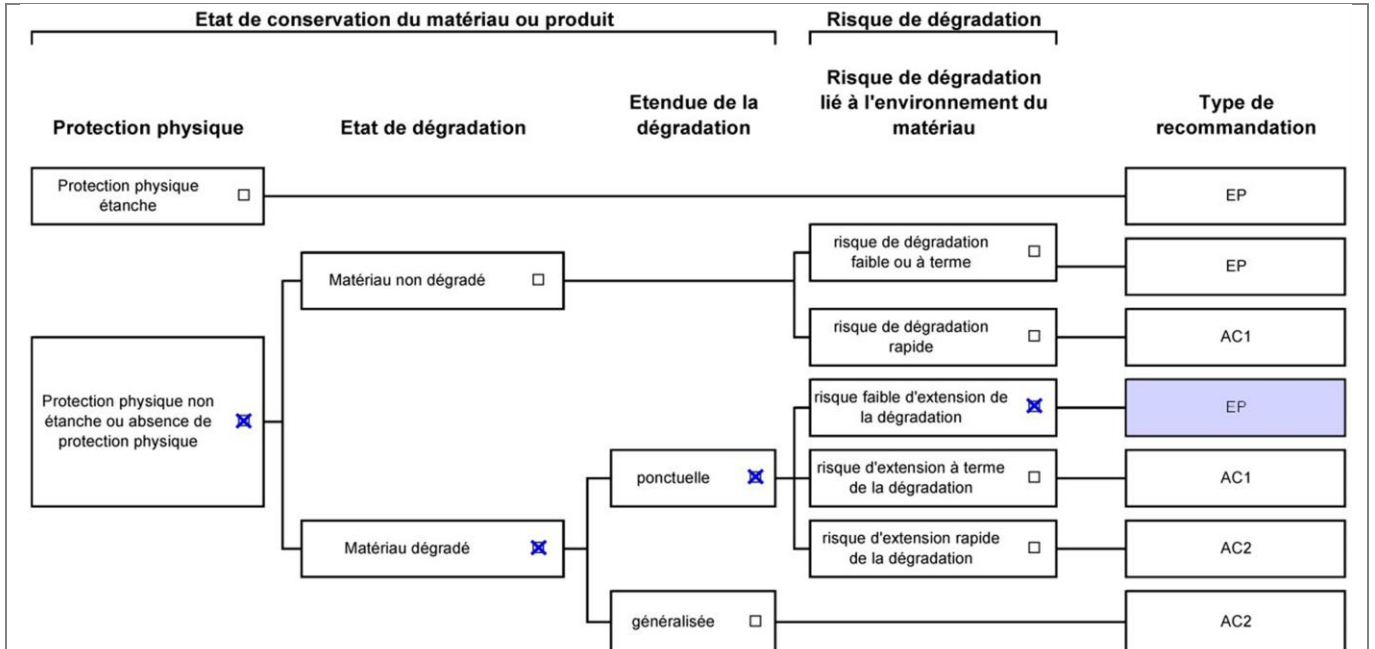 Etat de conservation du matériau ou produit
Risque de dégradation
Protection physique
Etat de dégradation
Etendue de la
dégradation
Risque de dégradation
lié à l'environnement du
matériau
Type de
recommandation
Protection physique
étanche
EP
risque de dégradation
faible ou à terme
EP
Matériau non dégradé
risque de dégradation
rapide
AC1
Protection physique non
étanche ou absence de
protection physique
risque faible d'extension de
la dégradation
EP
ponctuelle
risque d'extension à terme
de la dégradation
AC1
Matériau dégradé
risque d'extension rapide
de la dégradation
AC2
généralisée
AC2